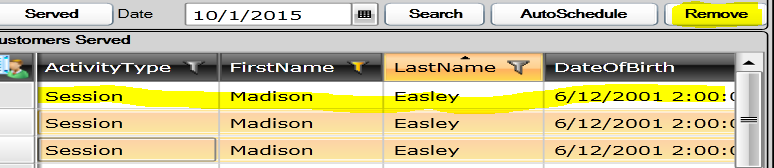 Served Date 10/1/2015 Search AutoSchedule Remove
ustomers Served
ActivityType FirstName LastName DateOfBirth
Session Madison Easley 6/12/2001 2:00:0
Session Madison Easley 6/12/2001 2:00:0
Session Madison Easley 6/12/2001 2:00:0